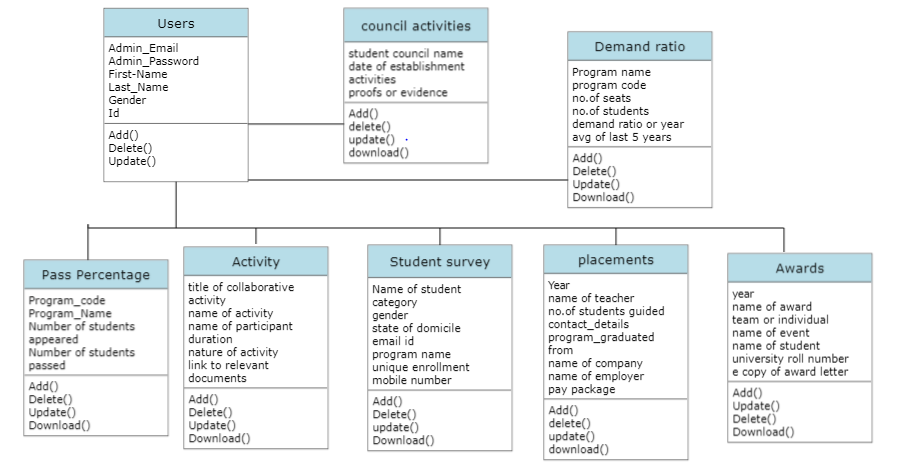 Users
Admin_Email
Admin_Password
First-Name
Last_Name
Gender
Id
Add()
Delete()
Update()
council activities
student council name
date of establishment
activities
proofs or evidence
Add()
delete()
update()
download()
Demand ratio
Program name
program code
no.of seats
no.of students
demand ratio or year
avg of last 5 years
Add()
Delete()
Update()
Download()
Pass Percentage
Program_code
Program_Name
Number of students
appeared
Number of students
passed
Add()
Delete()
Update()
Download()
Activity
title of collaborative
activity
name of activity
name of participant
duration
nature of activity
link to relevant
documents
Add()
Delete()
Update()
Download()
Student survey
Name of student
category
gender
state of domicile
email id
program name
unique enrollment
mobile number
Add()
Delete()
update()
Download()
placements
Year
name of teacher
no.of students guided
contact_details
program_graduated
from
name of company
name of employer
pay package
Add()
delete()
update()
download()
Awards
year
name of award
team or individual
name of event
name of student
university roll number
e copy of award letter
Add()
Update()
Delete()
Download()